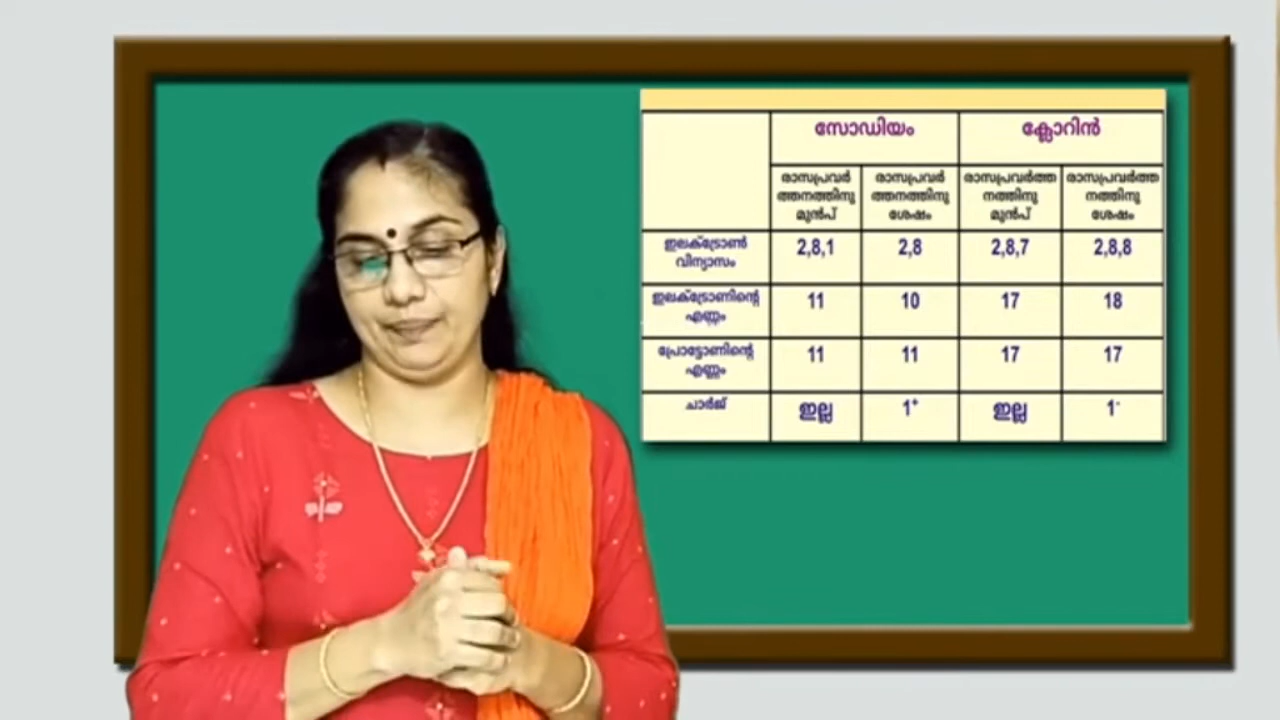 സോഡിയം ക്ലോറിൻ
രാസപ്രവർ രാസപ്രവർ രാസപ്രവർത്ത രാസപ്രവർത്ത
ത്തനത്തിനു ത്തനത്തിനു നത്തിനു നത്തിനു
മുൻപ് ശേഷം മുൻപ് ശേഷം
ഇലക്ട്രോൺ 2,8,1 2,8 2,8,7 2,8,8
വിന്യാസം
ഇലക്ട്രോണിന്റെ 11 10 17 18
എണ്ണം
പ്രോട്ടോണിന്റെ 11 11 17 17
എണ്ണം
ചാർജ് ഇല്ല 1⁺ ഇല്ല 1⁻